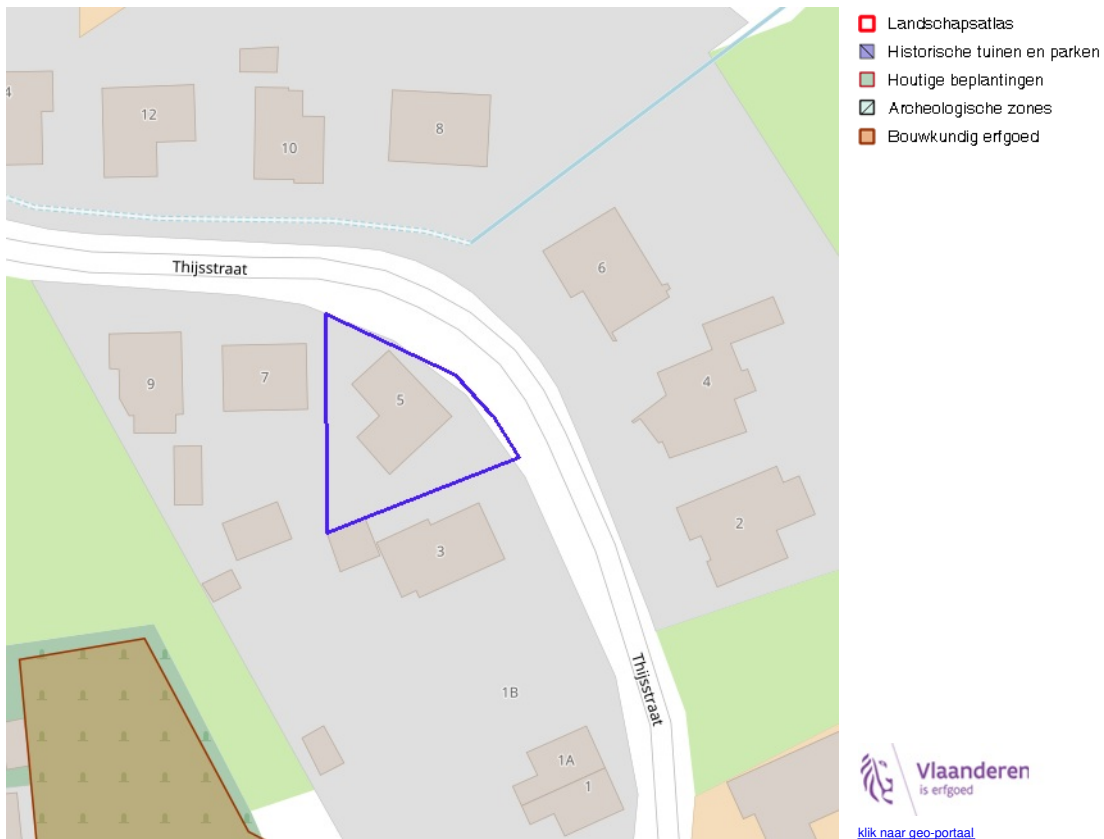 Landschapsatlas
Historische tuinen en parken
Houtige beplantingen
Archeologische zones
Bouwkundig erfgoed
4
12
10
8
Thijsstraat
6
9
7
5
4
3
2
Thijsstraat
1B
1A
1
Vlaanderen
is erfgoed
klik naar geo-portaal